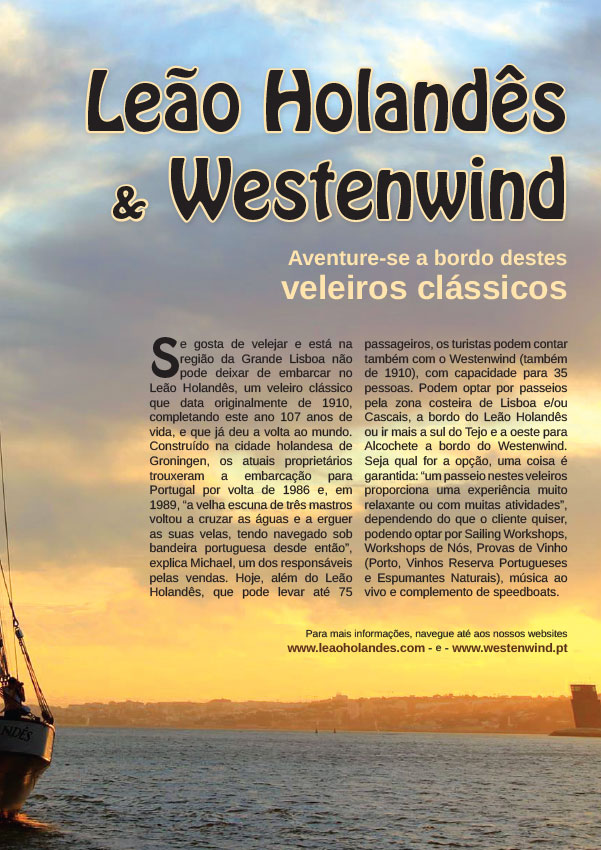 Leão Holandês
& Westenwind
Aventure-se a bordo destes
veleiros clássicos
Se gosta de velejar e está na
região da Grande Lisboa não
pode deixar de embarcar no
Leão Holandês, um veleiro clássico
que data originalmente de 1910,
completando este ano 107 anos de
vida, e que já deu a volta ao mundo.
Construído na cidade holandesa de
Groningen, os atuais proprietários
trouxeram a embarcação para
Portugal por volta de 1986 e, em
1989, “a velha escuna de três mastros
voltou a cruzar as águas e a erguer
as suas velas, tendo navegado sob
bandeira portuguesa desde então”,
explica Michael, um dos responsáveis
pelas vendas. Hoje, além do Leão
Holandês, que pode levar até 75
passageiros, os turistas podem contar
também com o Westenwind (também
de 1910), com capacidade para 35
pessoas. Podem optar por passeios
pela zona costeira de Lisboa e/ou
Cascais, a bordo do Leão Holandês
ou ir mais a sul do Tejo e a oeste para
Alcochete a bordo do Westenwind.
Seja qual for a opção, uma coisa é
garantida: “um passeio nestes veleiros
proporciona uma experiência muito
relaxante ou com muitas atividades”,
dependendo do que o cliente quiser,
podendo optar por Sailing Workshops,
Workshops de Nós, Provas de Vinho
(Porto, Vinhos Reserva Portugueses
e Espumantes Naturais), música ao
vivo e complemento de speedboats.
Para mais informações, navegue até aos nossos websites
www.leaoholandes.com - e - www.westenwind.pt